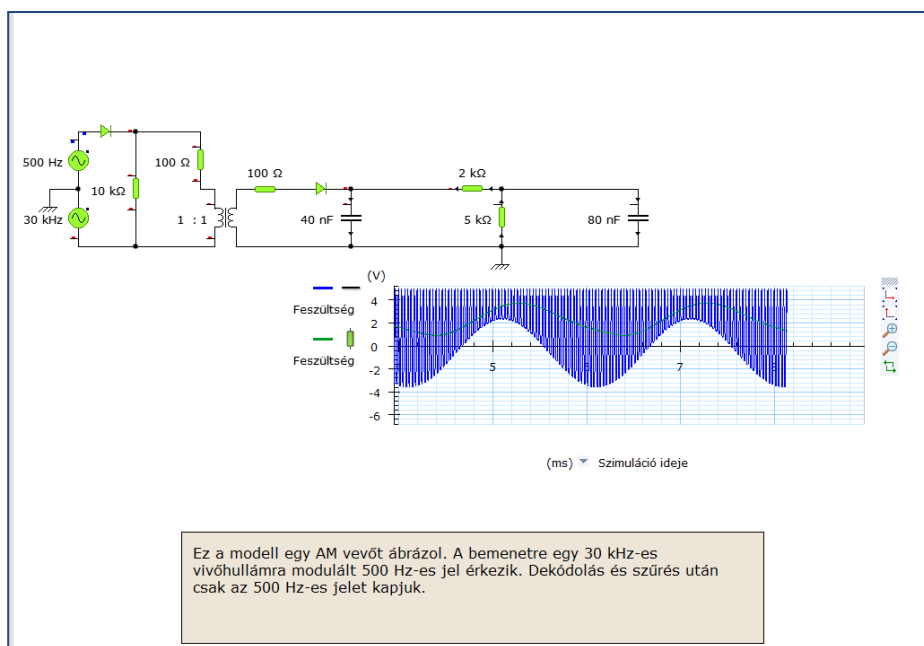 500 Hz
100 Ω
10 kΩ
30 kHz
1 : 1
100 Ω
40 nF
2 kΩ
5 kΩ
80 nF
(V)
Feszültség
Feszültség
4
2
0
-2
-4
-6
5
6
7
8
(ms) Szimuláció ideje
Ez a modell egy AM vevőt ábrázol. A bemenetre egy 30 kHz-es
vivőhullámra modulált 500 Hz-es jel érkezik. Dekódolás és szűrés után
csak az 500 Hz-es jelet kapjuk.